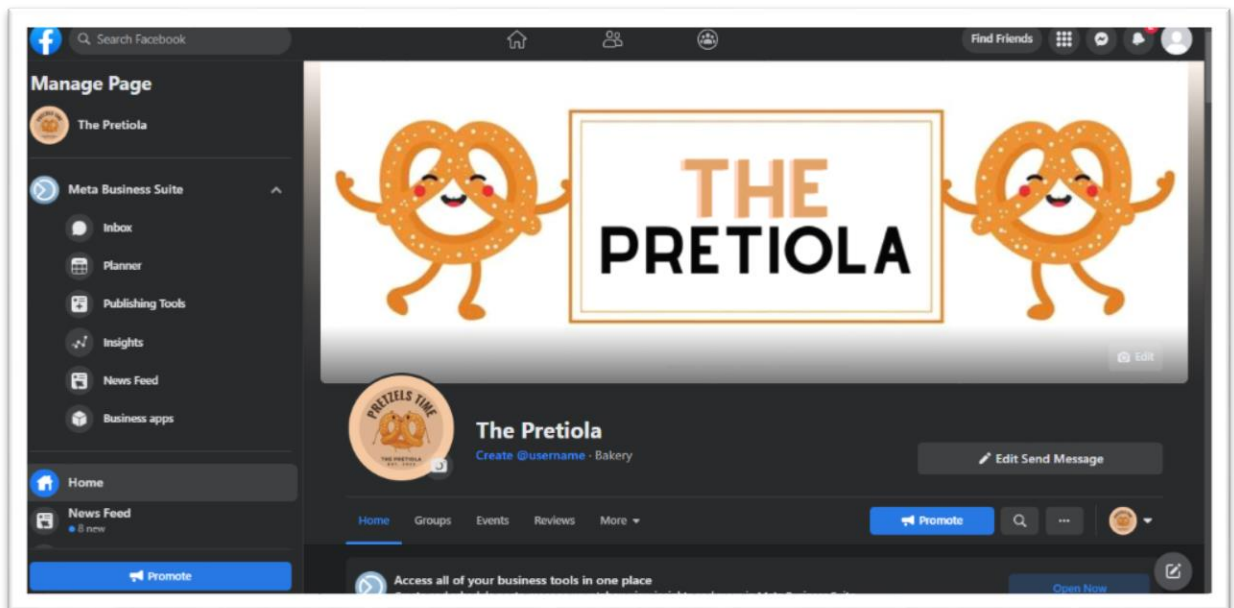 Search Facebook
Find Friends
Manage Page
The Pretiola
Meta Business Suite
Inbox
Planner
Publishing Tools
Insights
News Feed
Business apps
Home
News Feed
8 new
Promote
THE
PRETIOLA
Edit
PRETZELS TIME
THE PRETIOLA
The Pretiola
Create @username · Bakery
Edit Send Message
Home Groups Events Reviews More
Promote
Access all of your business tools in one place
Open Now